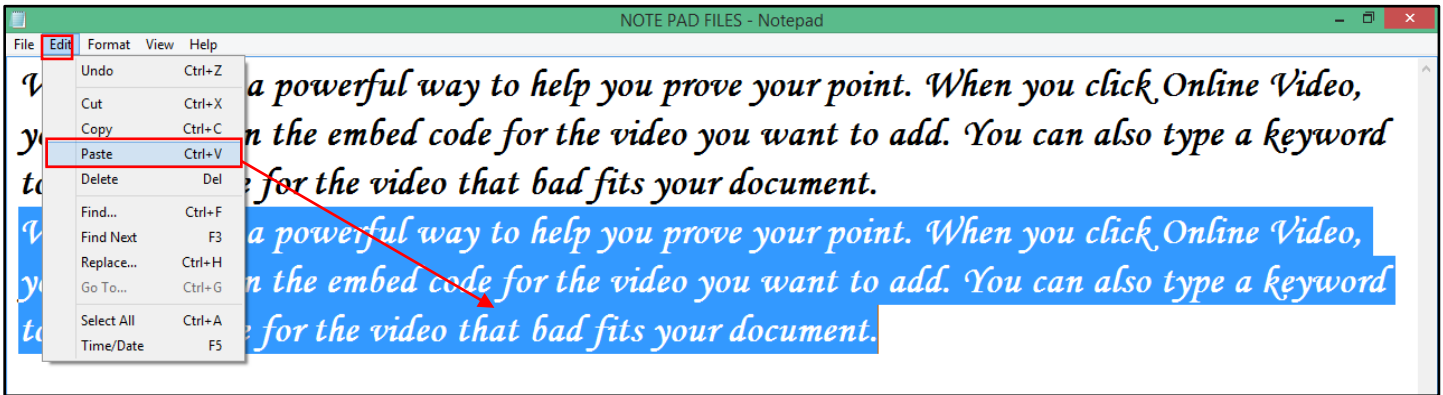 NOTE PAD FILES - Notepad
File Edit Format View Help
Undo Ctrl+Z
Cut Ctrl+X
Copy Ctrl+C
Paste Ctrl+V
Delete Del
Find... Ctrl+F
Find Next F3
Replace... Ctrl+H
Go To... Ctrl+G
Select All Ctrl+A
Time/Date F5
a powerful way to help you prove your point. When you click Online Video,
the embed code for the video you want to add. You can also type a keyword
for the video that bad fits your document.
a powerful way to help you prove your point. When you click Online Video,
the embed code for the video you want to add. You can also type a keyword
for the video that bad fits your document.